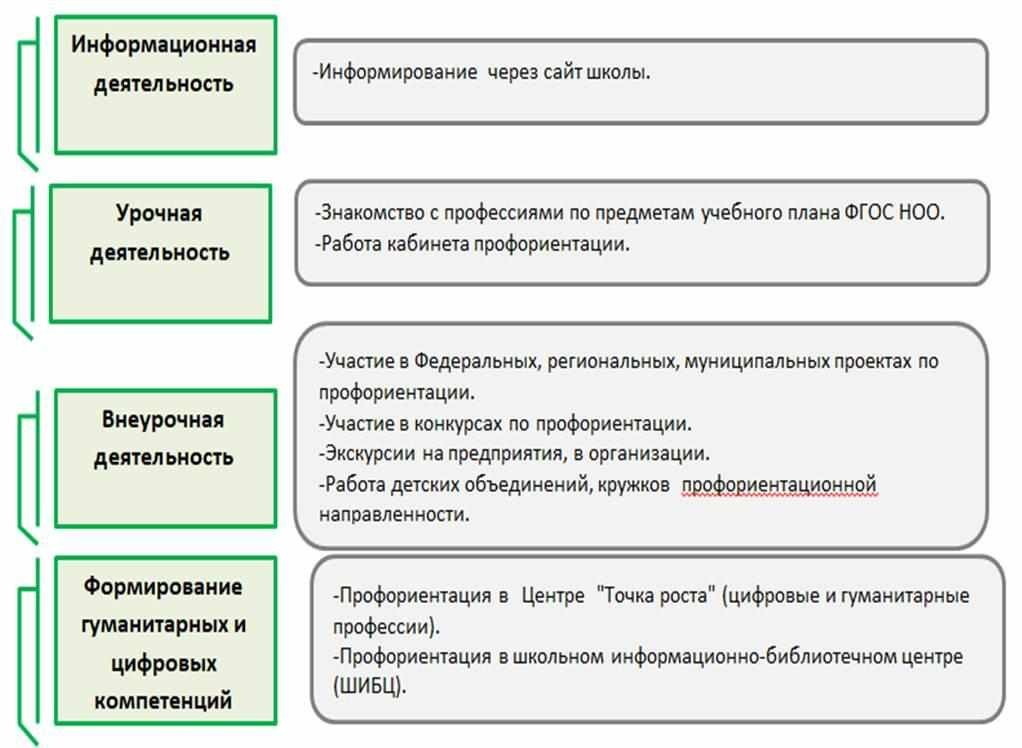 Информационная
деятельность
-Информирование через сайт школы.
Урочная
деятельность
-Знакомство с профессиями по предметам учебного плана ФГОС НОО.
-Работа кабинета профориентации.
Внеурочная
деятельность
-Участие в Федеральных, региональных, муниципальных проектах по
профориентации.
-Участие в конкурсах по профориентации.
-Экскурсии на предприятия, в организации.
-Работа детских объединений, кружков профориентационной
направленности.
Формирование
гуманитарных и
цифровых
компетенций
-Профориентация в Центре "Точка роста" (цифровые и гуманитарные
профессии).
-Профориентация в школьном информационно-библиотечном центре
(ШИБЦ).